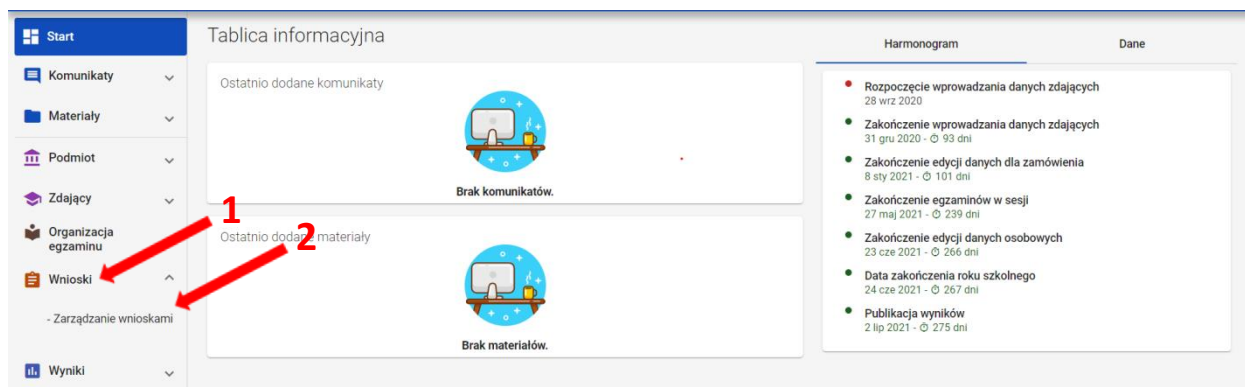 Start
Komunikaty
Materiały
Podmiot
Zdający
Organizacja
egzaminu
Wnioski
- Zarządzanie wnioskami
Wyniki
1
2
Tablica informacyjna
Ostatnio dodane komunikaty
Brak komunikatów.
Ostatnio dodane materiały
Brak materiałów.
Harmonogram
Dane
Rozpoczęcie wprowadzania danych zdających
28 wrz 2020
Zakończenie wprowadzania danych zdających
31 gru 2020 - 93 dni
Zakończenie edycji danych dla zamówienia
8 sty 2021 - 101 dni
Zakończenie egzaminów w sesji
27 maj 2021 - 239 dni
Zakończenie edycji danych osobowych
23 cze 2021 - 266 dni
Data zakończenia roku szkolnego
24 cze 2021 - 267 dni
Publikacja wyników
2 lip 2021 - 275 dni